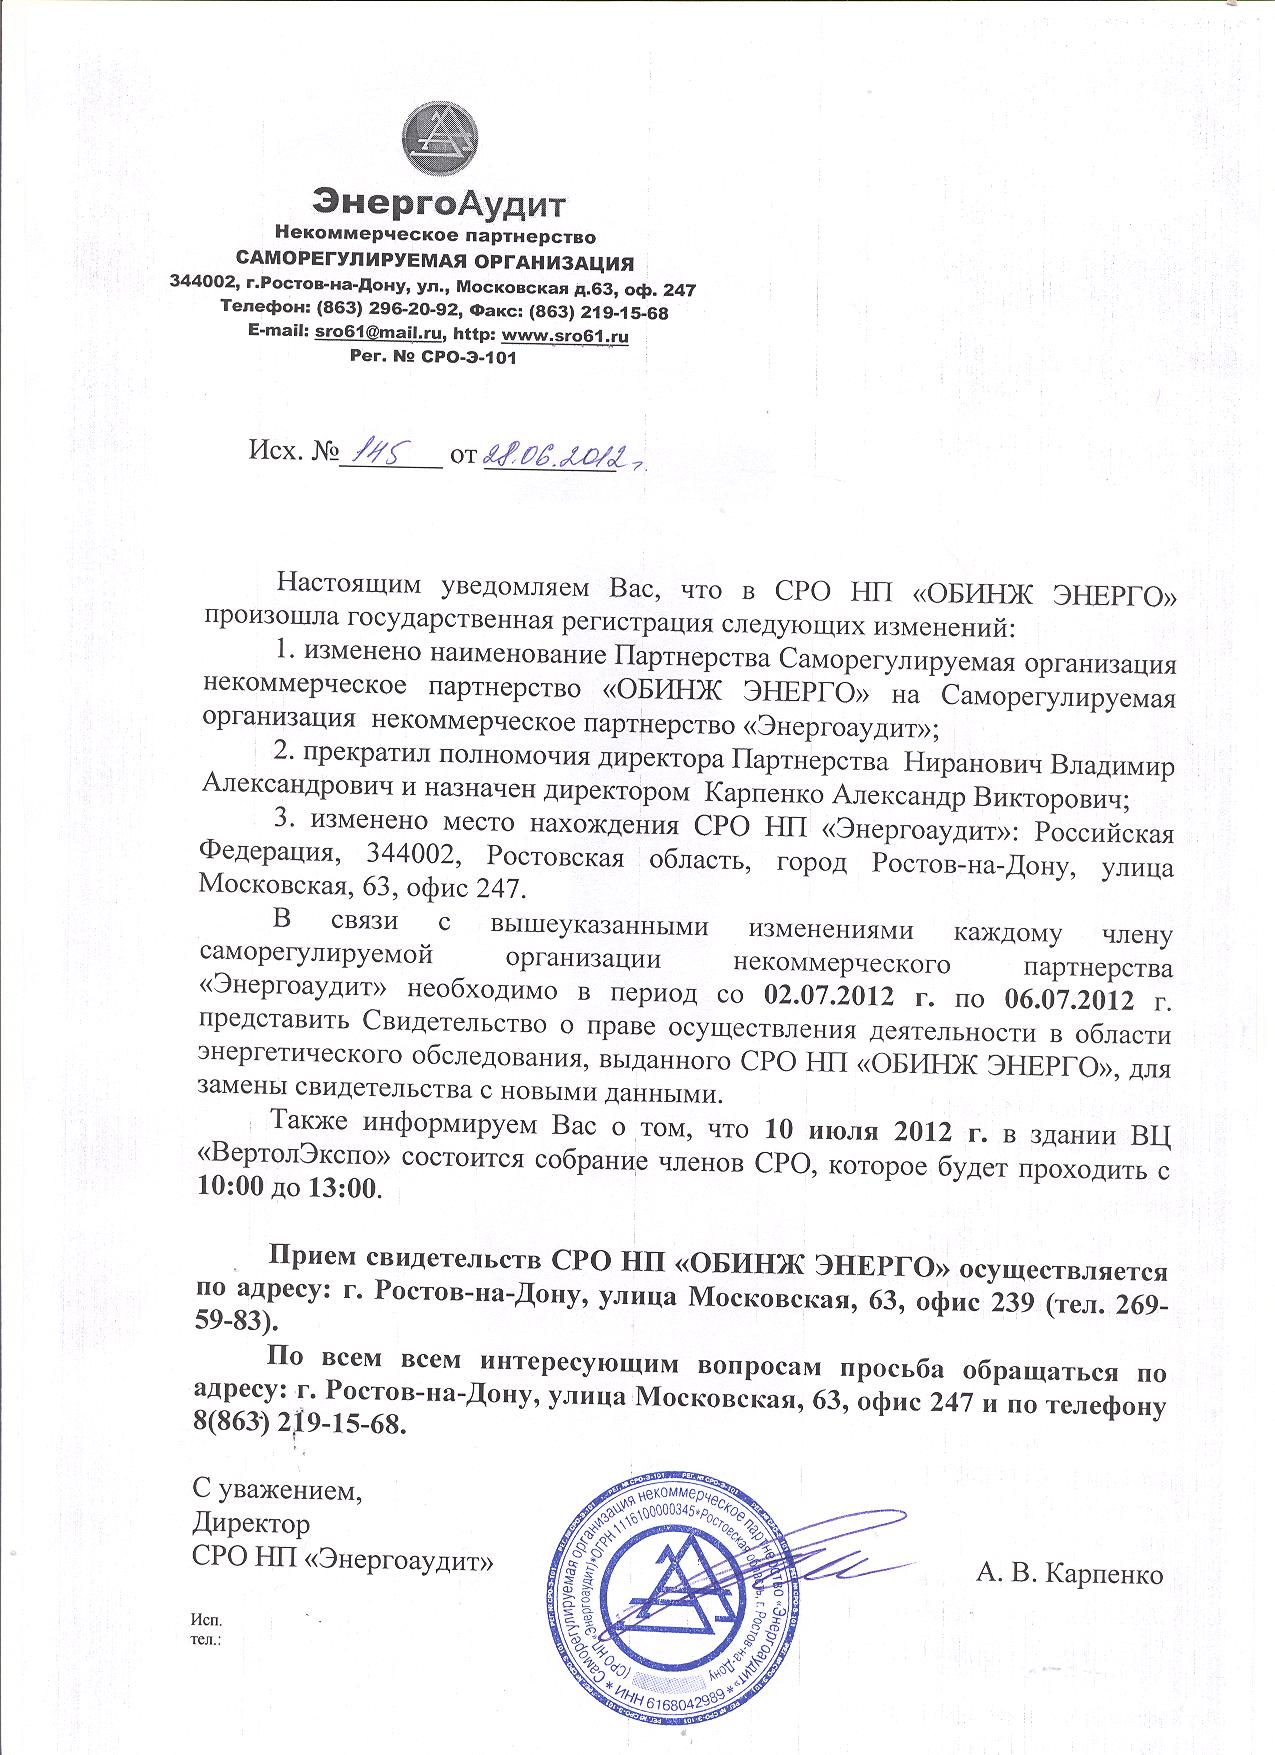 ЭнергоАудит
Некоммерческое партнерство
САМОРЕГУЛИРУЕМАЯ ОРГАНИЗАЦИЯ
344002, г.Ростов-на-Дону, ул., Московская д.63, оф. 247
Телефон: (863) 296-20-92, Факс: (863) 219-15-68
E-mail: sro61@mail.ru, http: www.sro61.ru
Рег. № СРО-Э-101
Исх. № 145 от 28.06.2012 г.
Настоящим уведомляем Вас, что в СРО НП «ОБИНЖ ЭНЕРГО»
произошла государственная регистрация следующих изменений:
1. изменено наименование Партнерства Саморегулируемая организация
некоммерческое партнерство «ОБИНЖ ЭНЕРГО» на Саморегулируемая
организация некоммерческое партнерство «Энергоаудит»;
2. прекратил полномочия директора Партнерства Ниранович Владимир
Александрович и назначен директором Карпенко Александр Викторович;
3. изменено место нахождения СРО НП «Энергоаудит»: Российская
Федерация, 344002, Ростовская область, город Ростов-на-Дону, улица
Московская, 63, офис 247.
В связи с вышеуказанными изменениями каждому члену
саморегулируемой организации некоммерческого партнерства
«Энергоаудит» необходимо в период со 02.07.2012 г. по 06.07.2012 г.
представить Свидетельство о праве осуществления деятельности в области
энергетического обследования, выданного СРО НП «ОБИНЖ ЭНЕРГО», для
замены свидетельства с новыми данными.
Также информируем Вас о том, что 10 июля 2012 г. в здании ВЦ
«ВертолЭкспо» состоится собрание членов СРО, которое будет проходить с
10:00 до 13:00.
Прием свидетельств СРО НП «ОБИНЖ ЭНЕРГО» осуществляется
по адресу: г. Ростов-на-Дону, улица Московская, 63, офис 239 (тел. 269-
59-83).
По всем всем интересующим вопросам просьба обращаться по
адресу: г. Ростов-на-Дону, улица Московская, 63, офис 247 и по телефону
8(863) 219-15-68.
С уважением,
Директор
СРО НП «Энергоаудит»
А. В. Карпенко
Исп.
тел.:
Саморегулируемая организация некоммерческое партнерство «Энергоаудит» * ИНН 6168042989 *
(СРО НП «Энергоаудит»)*ОГРН 1116100000345*Ростовская область, г. Ростов-на-Дону